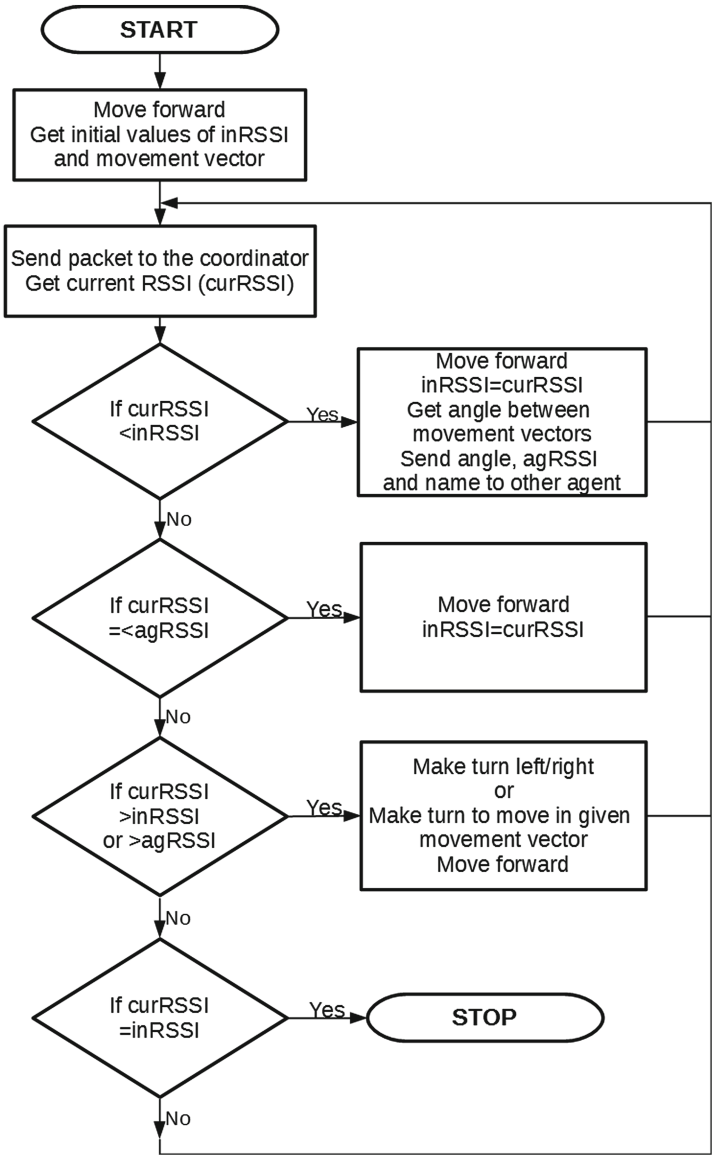 START
Move forward
Get initial values of inRSSI
and movement vector
Send packet to the coordinator
Get current RSSI (curRSSI)
If curRSSI
<inRSSI
Yes
Move forward
inRSSI=curRSSI
Get angle between
movement vectors
Send angle, agRSSI
and name to other agent
No
If curRSSI
=<agRSSI
Yes
Move forward
inRSSI=curRSSI
No
If curRSSI
>inRSSI
or >agRSSI
Yes
Make turn left/right
or
Make turn to move in given
movement vector
Move forward
No
If curRSSI
=inRSSI
Yes
STOP
No